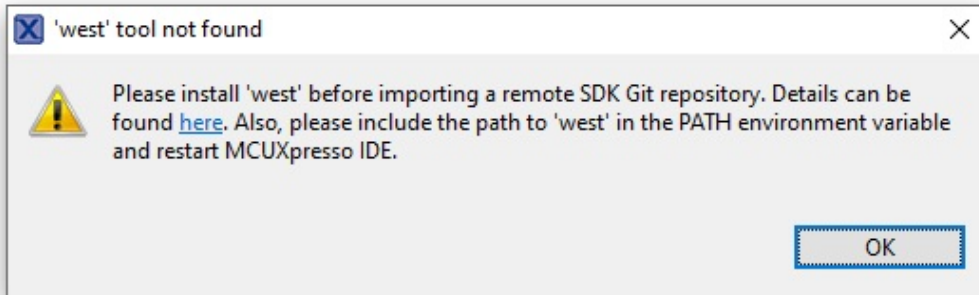 'west' tool not found
Please install 'west' before importing a remote SDK Git repository. Details can be
found here. Also, please include the path to 'west' in the PATH environment variable
and restart MCUXpresso IDE.
OK